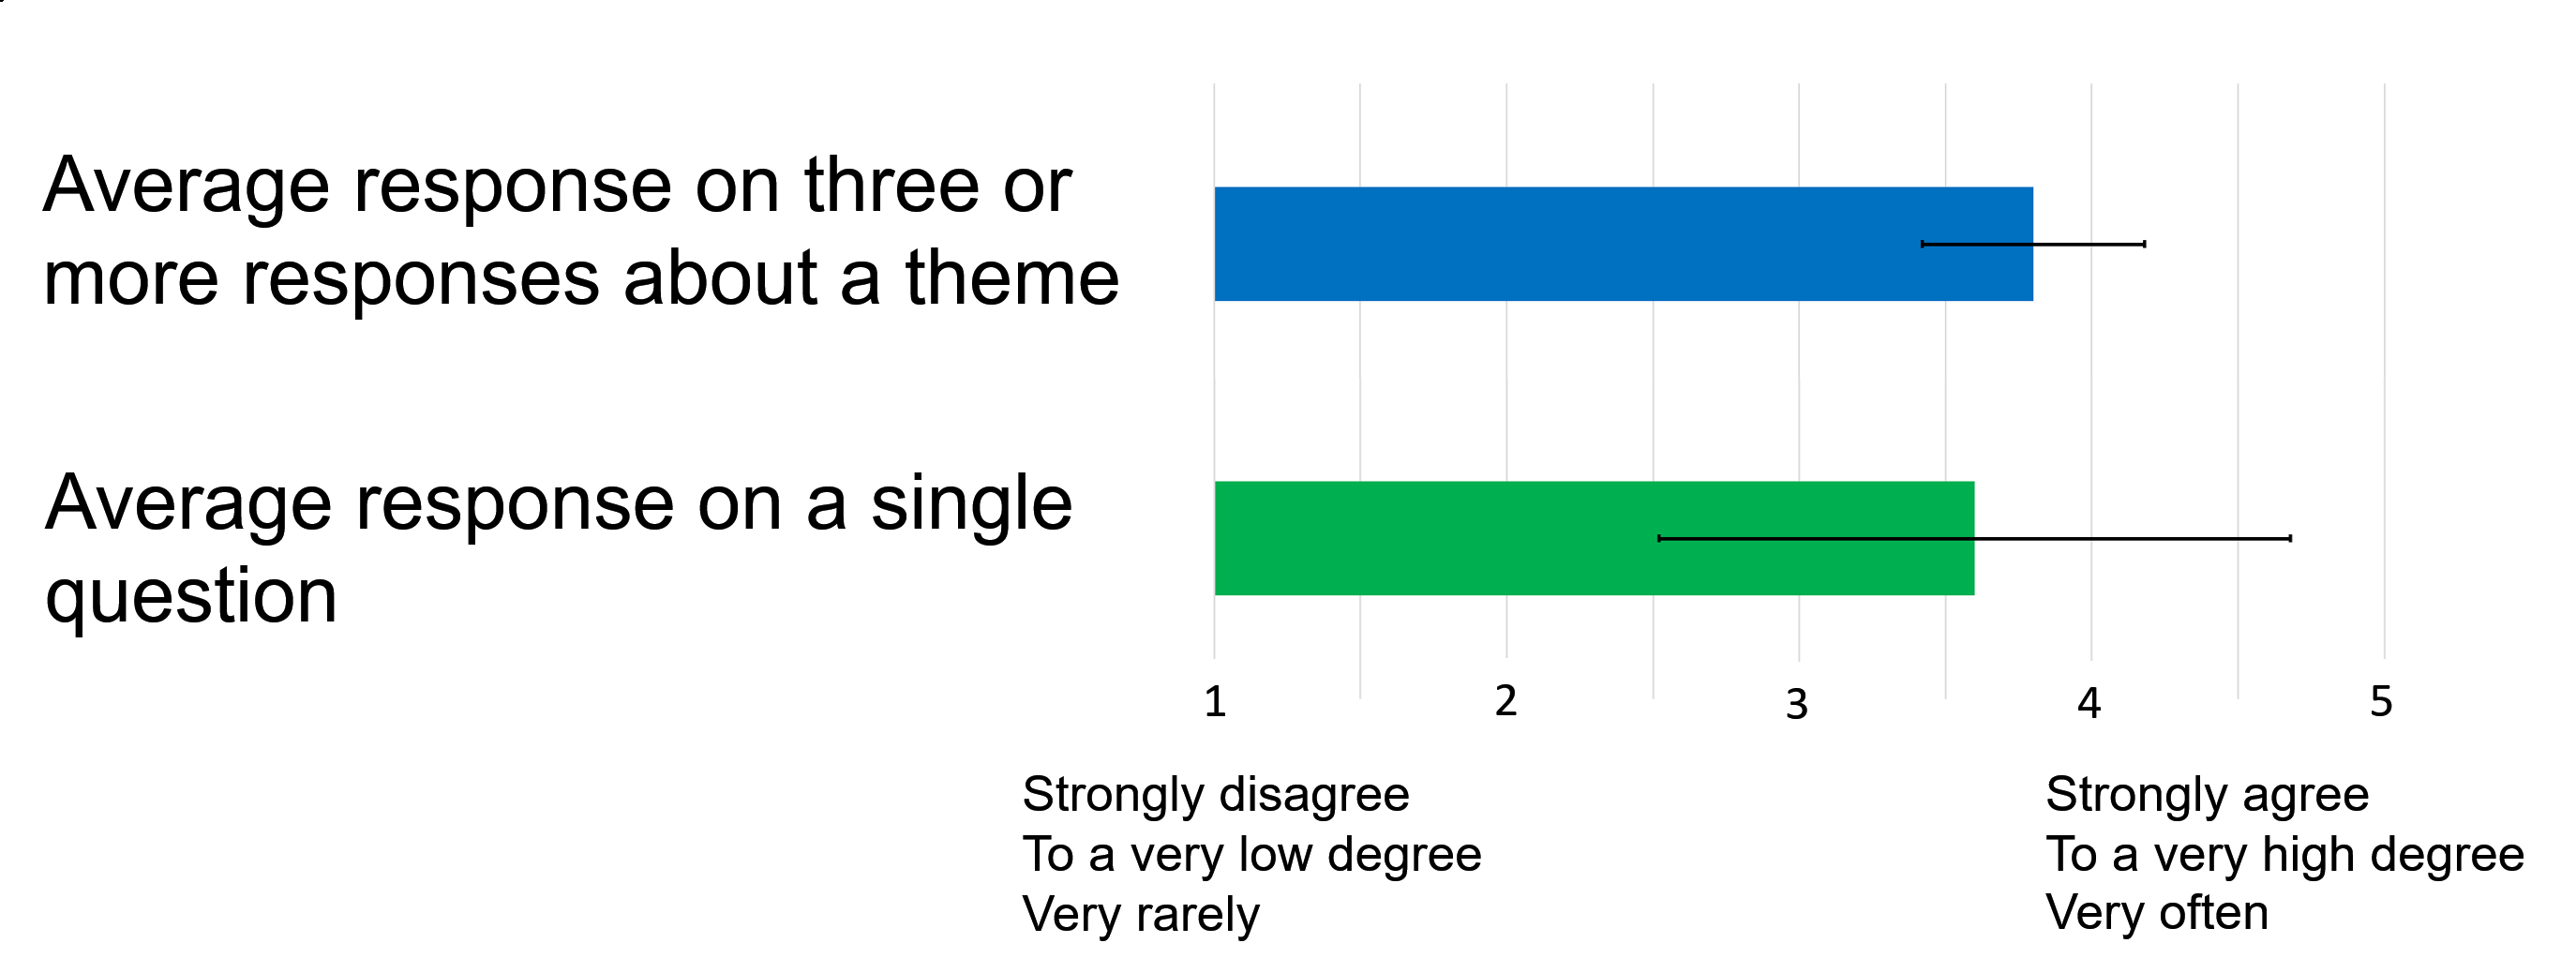 Average response on three or
more responses about a theme
Average response on a single
question
1 2 3 4 5
Strongly disagree
To a very low degree
Very rarely
Strongly agree
To a very high degree
Very often